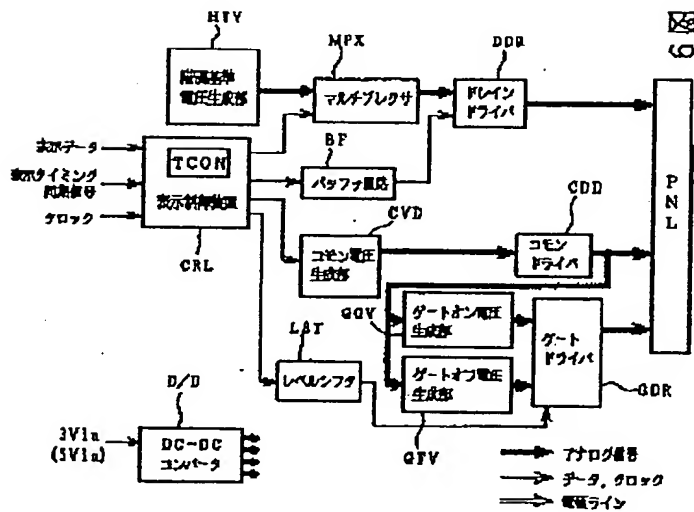 図9
HTV
階調基準
電圧生成部
MPX
マルチプレクサ
DDR
ドレイン
ドライバ
表示データ
表示タイミング
同期信号
クロック
TCON
表示制御装置
CRL
BF
バッファ回路
CVD
コモン電圧
生成部
CDD
コモン
ドライバ
PNL
GOV
ゲートオン電圧
生成部
ゲート
ドライバ
LST
レベルシフタ
ゲートオン電圧
生成部
GFV
GDR
D/D
3Vin
(5Vin)
DC-DC
コンバータ
アナログ信号
データ,クロック
電源ライン